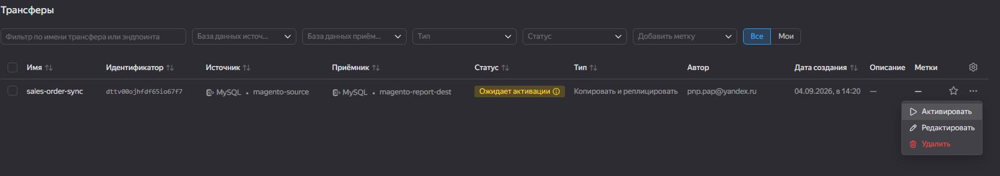 Трансферы
Фильтр по имени трансфера или эндпоинта База данных источ... База данных приём... Тип Статус Добавить метку Все Мои
Имя Идентификатор Источник Приёмник Статус Тип Автор Дата создания Описание Метки
sales-order-sync dttv00ojhfdf65io67f7 MySQL • magento-source MySQL • magento-report-dest Ожидает активации Копировать и реплицировать pnp.pap@yandex.ru 04.09.2026, в 14:20 — —
Активировать
Редактировать
Удалить